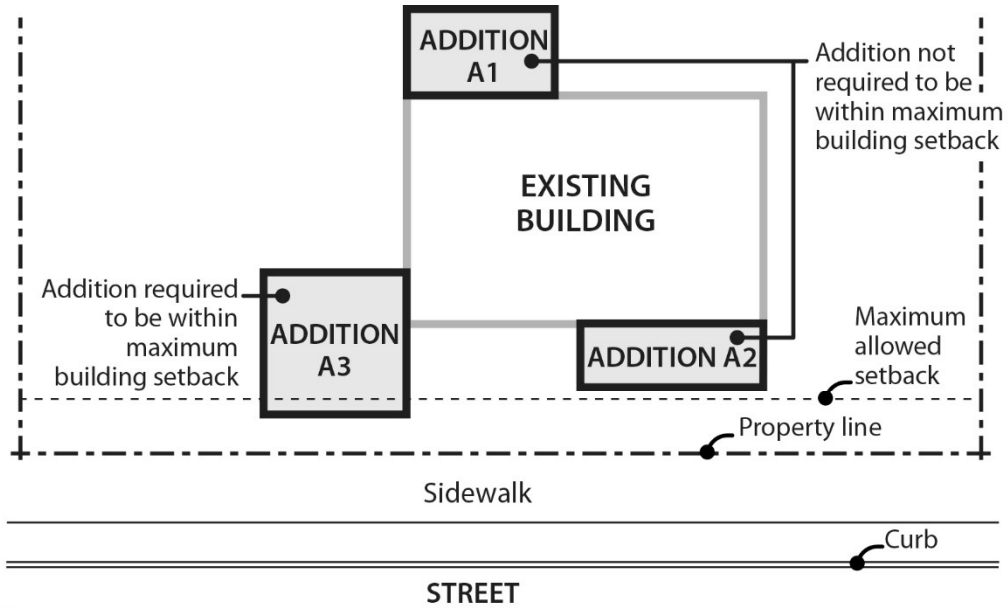 ADDITION
A1
Addition not
required to be
within maximum
building setback
EXISTING
BUILDING
Addition required
to be within
maximum
building setback
ADDITION
A3
ADDITION A2
Maximum
allowed
setback
Property line
Sidewalk
Curb
STREET